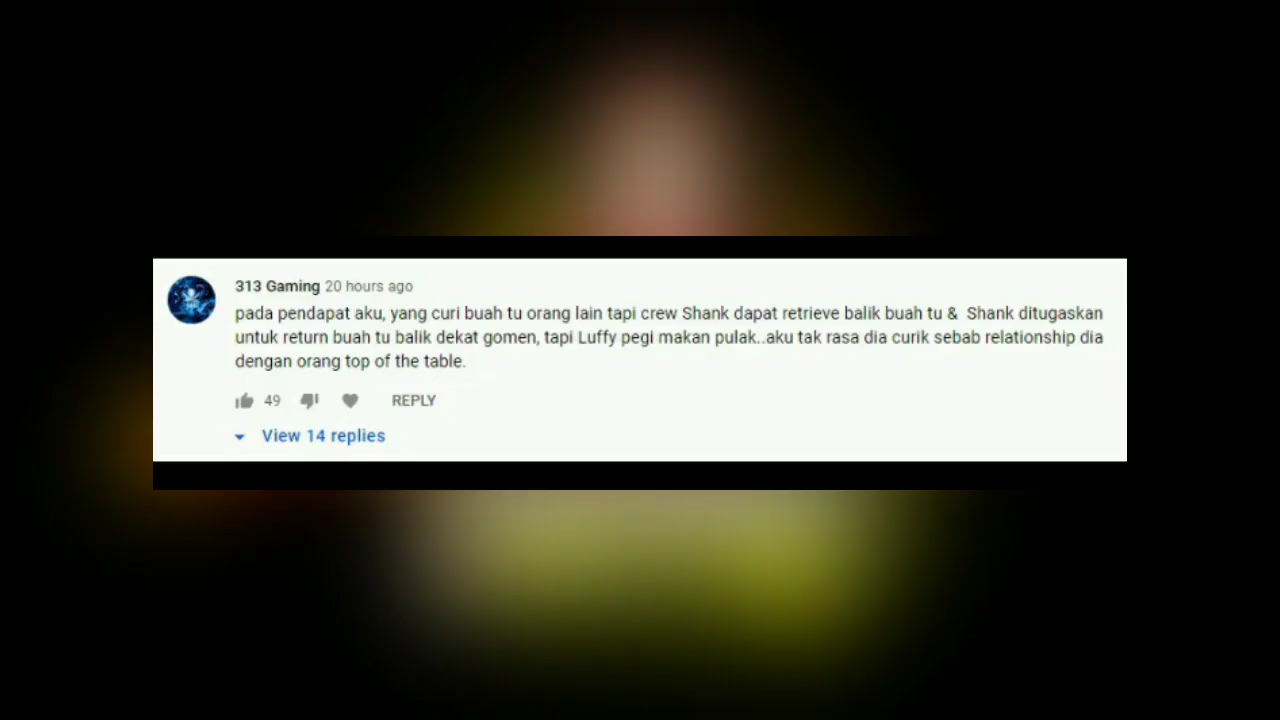 313 Gaming 20 hours ago
pada pendapat aku, yang curi buah tu orang lain tapi crew Shank dapat retrieve balik buah tu & Shank ditugaskan
untuk return buah tu balik dekat gomen, tapi Luffy pegi makan pulak..aku tak rasa dia curik sebab relationship dia
dengan orang top of the table.
49 REPLY
View 14 replies